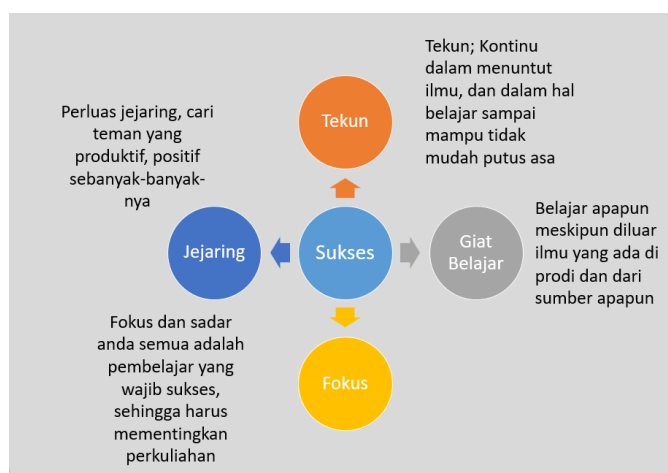 Tekun; Kontinu
dalam menuntut
ilmu, dan dalam hal
belajar sampai
mampu tidak
mudah putus asa
Tekun
Perluas jejaring, cari
teman yang
produktif, positif
sebanyak-banyak-
nya
Jejaring
Sukses
Giat
Belajar
Belajar apapun
meskipun diluar
ilmu yang ada di
prodi dan dari
sumber apapun
Fokus dan sadar
anda semua adalah
pembelajar yang
wajib sukses,
sehingga harus
mementingkan
perkuliahan
Fokus